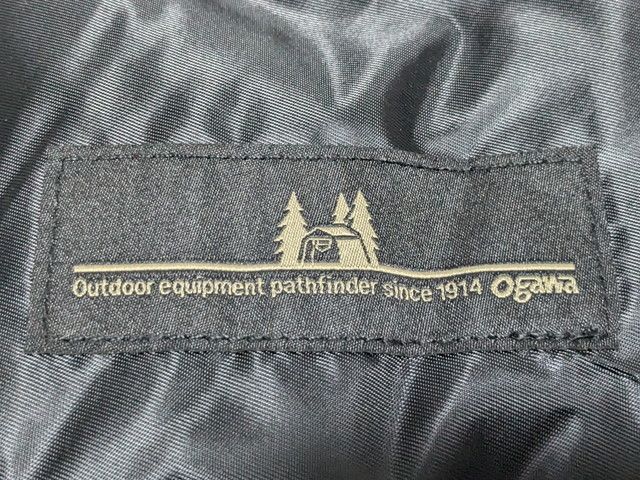 Outdoor equipment pathfinder since 1914 ogawa